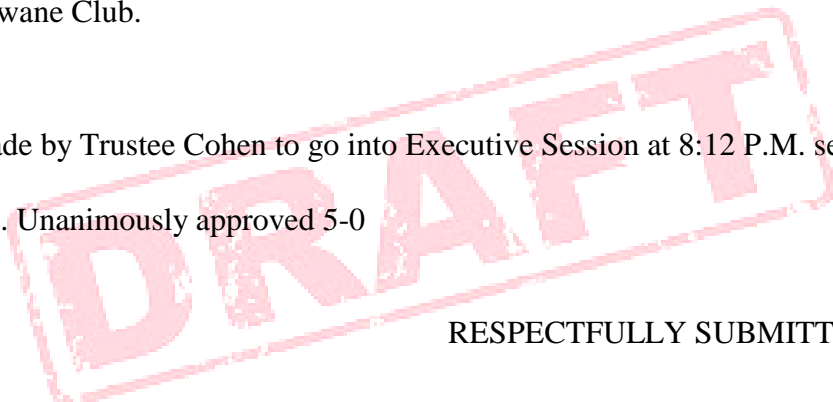 wane Club.
ade by Trustee Cohen to go into Executive Session at 8:12 P.M. se
. Unanimously approved 5-0
DRAFT
RESPECTFULLY SUBMITT